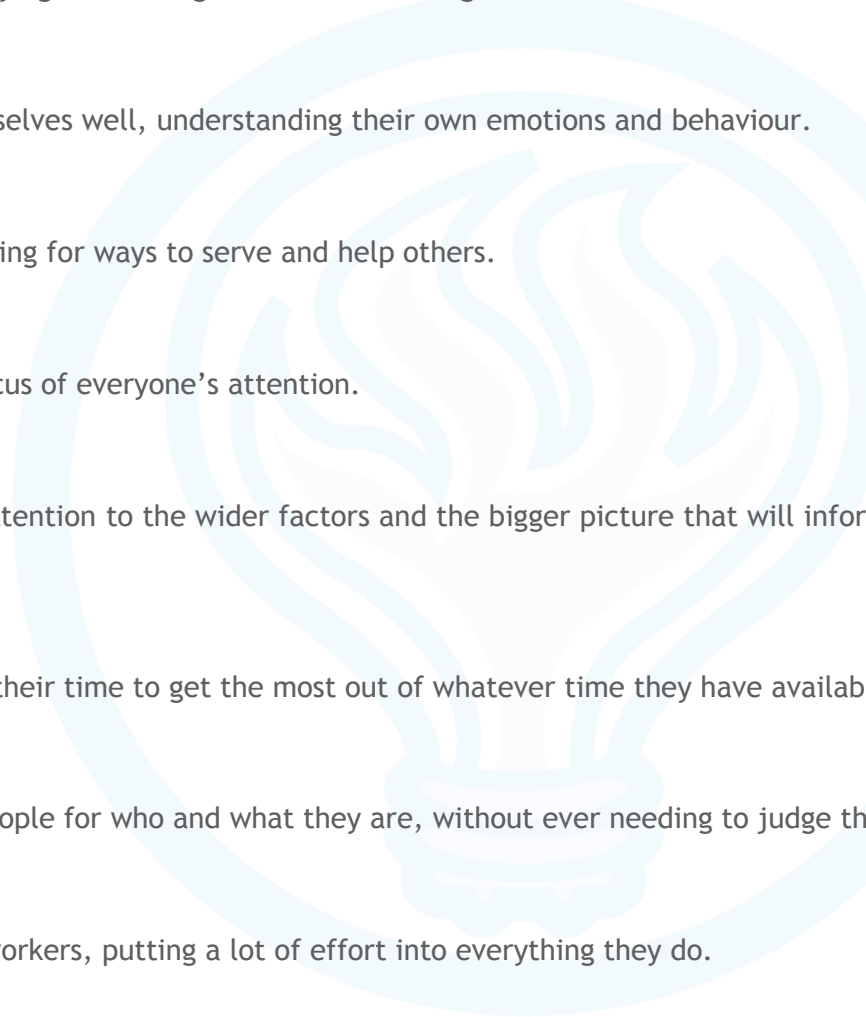 selves well, understanding their own emotions and behaviour.
ing for ways to serve and help others.
cus of everyone’s attention.
tention to the wider factors and the bigger picture that will infor
their time to get the most out of whatever time they have availab
ople for who and what they are, without ever needing to judge th
orkers, putting a lot of effort into everything they do.